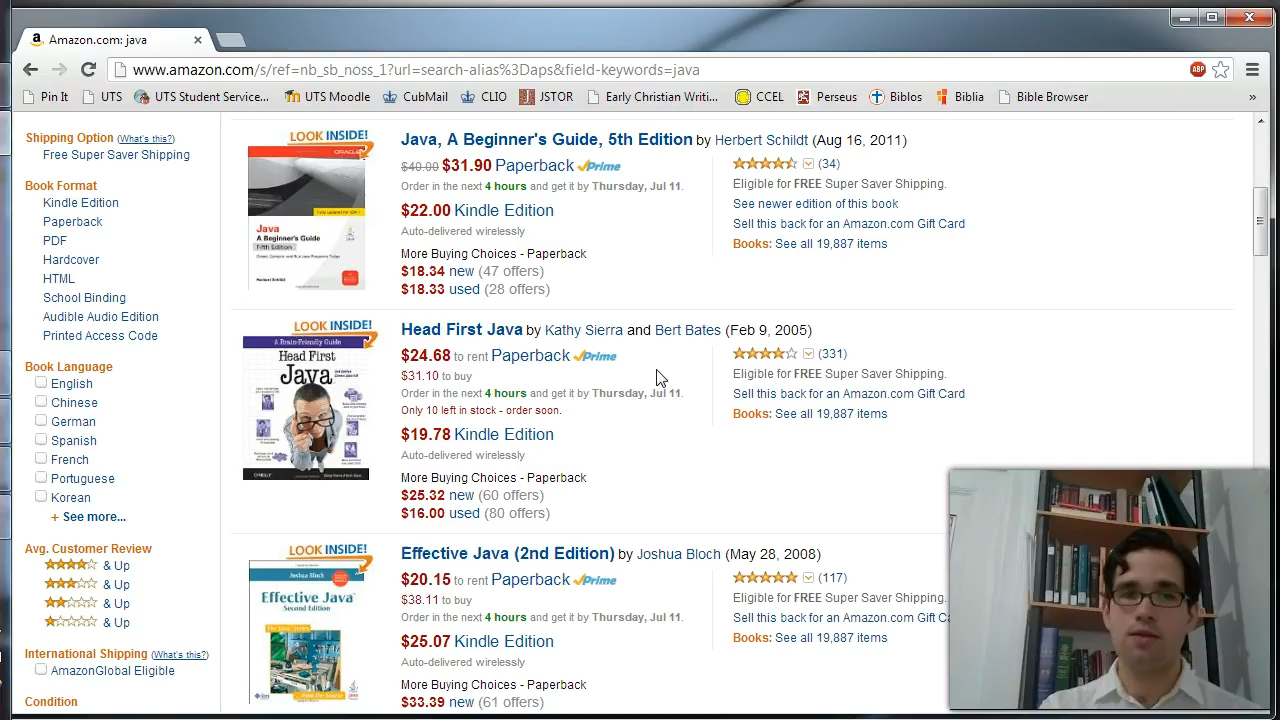 Amazon.com: java
www.amazon.com/s/ref=nb_sb_noss_1?url=search-alias%3Daps&field-keywords=java
ABP
Pin It UTS UTS Student Service... UTS Moodle CubMail CLIO JSTOR Early Christian Writi... CCEL Perseus Biblos Biblia Bible Browser »
Shipping Option (What's this?)
Free Super Saver Shipping
Book Format
Kindle Edition
Paperback
PDF
Hardcover
HTML
School Binding
Audible Audio Edition
Printed Access Code
Book Language
English
Chinese
German
Spanish
French
Portuguese
Korean
+ See more...
Avg. Customer Review
& Up
& Up
& Up
& Up
International Shipping (What's this?)
AmazonGlobal Eligible
Condition
LOOK INSIDE!
ORACLE
Java
A Beginner's Guide
Fifth Edition
Herbert Schildt
Java, A Beginner's Guide, 5th Edition by Herbert Schildt (Aug 16, 2011)
$40.00 $31.90 Paperback Prime
Order in the next 4 hours and get it by Thursday, Jul 11.
$22.00 Kindle Edition
Auto-delivered wirelessly
More Buying Choices - Paperback
$18.34 new (47 offers)
$18.33 used (28 offers)
(34)
Eligible for FREE Super Saver Shipping.
See newer edition of this book
Sell this back for an Amazon.com Gift Card
Books: See all 19,887 items
LOOK INSIDE!
A Brain-Friendly Guide
Head First
Java
O'REILLY
Head First Java by Kathy Sierra and Bert Bates (Feb 9, 2005)
$24.68 to rent Paperback Prime
$31.10 to buy
Order in the next 4 hours and get it by Thursday, Jul 11.
Only 10 left in stock - order soon.
$19.78 Kindle Edition
Auto-delivered wirelessly
More Buying Choices - Paperback
$25.32 new (60 offers)
$16.00 used (80 offers)
(331)
Eligible for FREE Super Saver Shipping.
Sell this back for an Amazon.com Gift Card
Books: See all 19,887 items
LOOK INSIDE!
Joshua Bloch
Effective Java
Second Edition
Effective Java (2nd Edition) by Joshua Bloch (May 28, 2008)
$20.15 to rent Paperback Prime
$38.11 to buy
Order in the next 4 hours and get it by Thursday, Jul 11.
$25.07 Kindle Edition
Auto-delivered wirelessly
More Buying Choices - Paperback
$33.39 new (61 offers)
(117)
Eligible for FREE Super Saver Shipping.
Sell this back for an Amazon.com
Books: See all 19,887 items